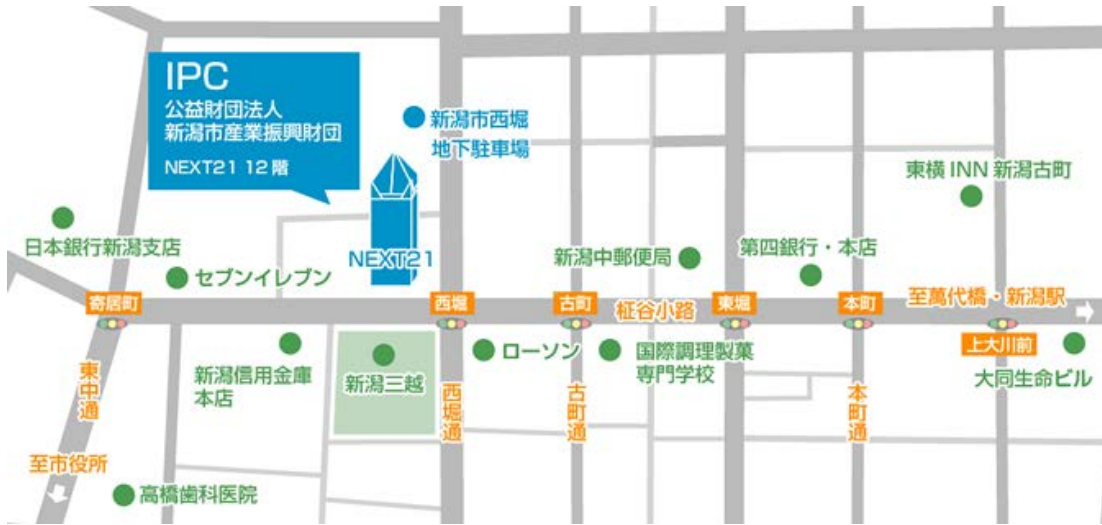 IPC
公益財団法人
新潟市産業振興財団
NEXT21 12階
新潟市西堀
地下駐車場
東横INN 新潟古町
日本銀行新潟支店
セブンイレブン
NEXT21
新潟中郵便局
第四銀行・本店
寄居町
西堀
古町
柾谷小路
東堀
本町
至萬代橋・新潟駅
上大川前
東中通
新潟信用金庫
本店
新潟三越
西堀通
ローソン
古町通
国際調理製菓
専門学校
本町通
大同生命ビル
至市役所
高橋歯科医院